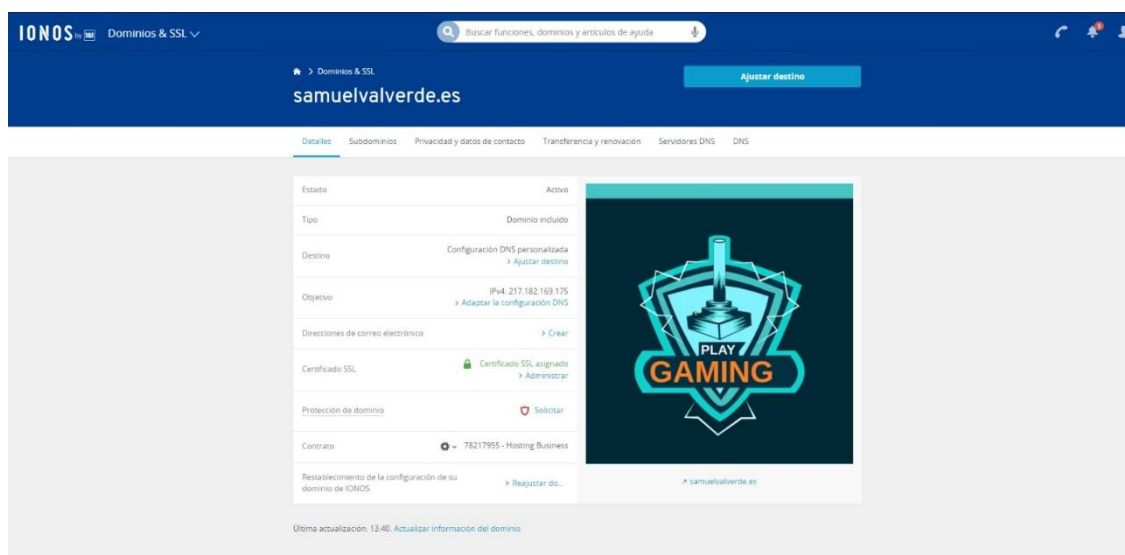 IONOS by 1&1 Dominios & SSL
Buscar funciones, dominios y artículos de ayuda
3
> Dominios & SSL
samuelvalverde.es
Ajustar destino
Detalles Subdominios Privacidad y datos de contacto Transferencia y renovación Servidores DNS DNS
Estado Activo
Tipo Dominio incluido
Destino Configuración DNS personalizada
> Ajustar destino
Objetivo IPv4: 217.182.169.175
> Adaptar la configuración DNS
Direcciones de correo electrónico > Crear
Certificado SSL Certificado SSL asignado
> Administrar
Protección de dominio Solicitar
Contrato 78217955 - Hosting Business
Restablecimiento de la configuración de su
dominio de IONOS > Reajustar do...
PLAY
GAMING
samuelvalverde.es
Última actualización: 13:40. Actualizar información del dominio